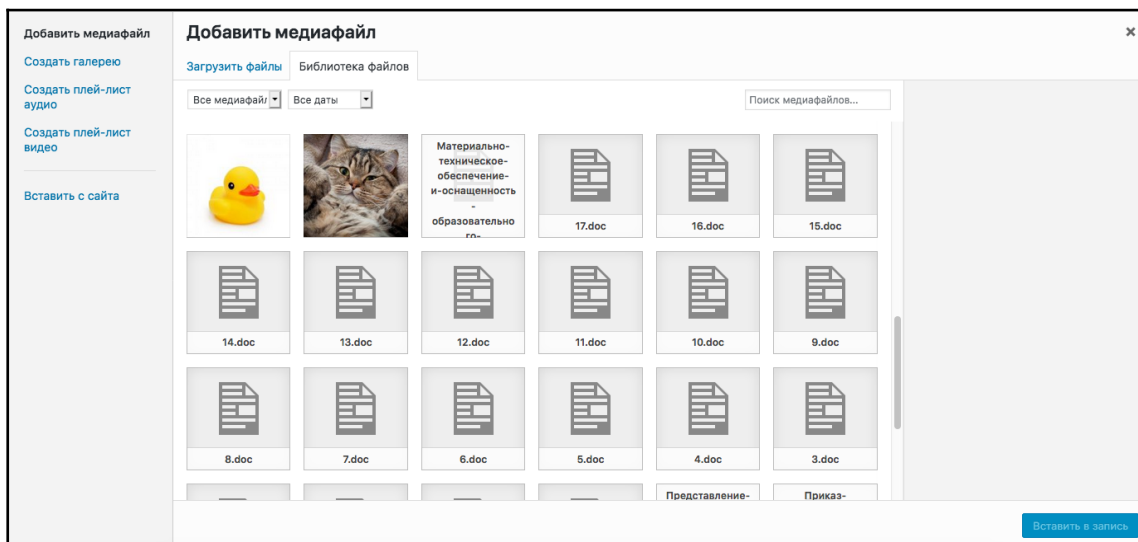 Добавить медиафайл
Создать галерею
Создать плей-лист
аудио
Создать плей-лист
видео
Вставить с сайта
Добавить медиафайл
×
Загрузить файлы Библиотека файлов
Все медиафай Все даты Поиск медиафайлов...
Материально-
техническое-
обеспечение-
и-оснащенность
-
образовательно
го-
17.doc 16.doc 15.doc
14.doc 13.doc 12.doc 11.doc 10.doc 9.doc
8.doc 7.doc 6.doc 5.doc 4.doc 3.doc
Представление- Приказ-
Вставить в запись